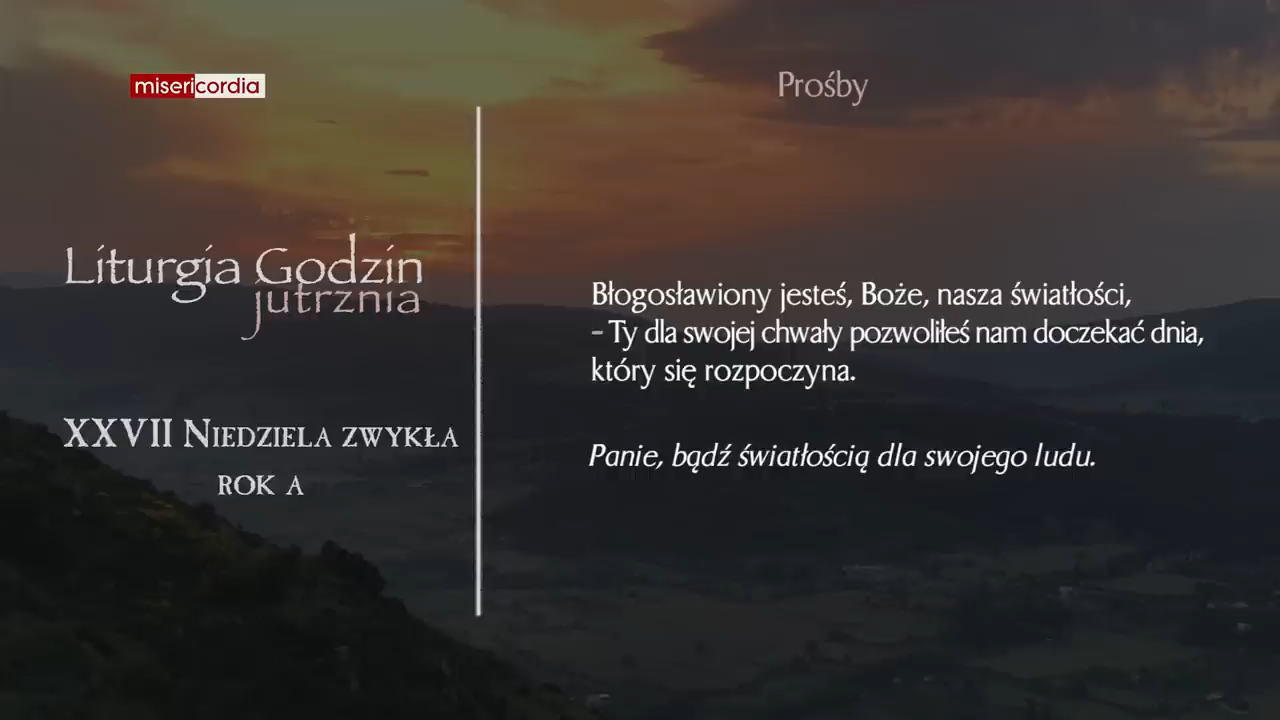 misericordia
Prośby
Liturgia Godzin
jutrznia
XXVII Niedziela zwykła
rok a
Błogosławiony jesteś, Boże, nasza światłości,
- Ty dla swojej chwały pozwoliłeś nam doczekać dnia,
który się rozpoczyna.
Panie, bądź światłością dla swojego ludu.